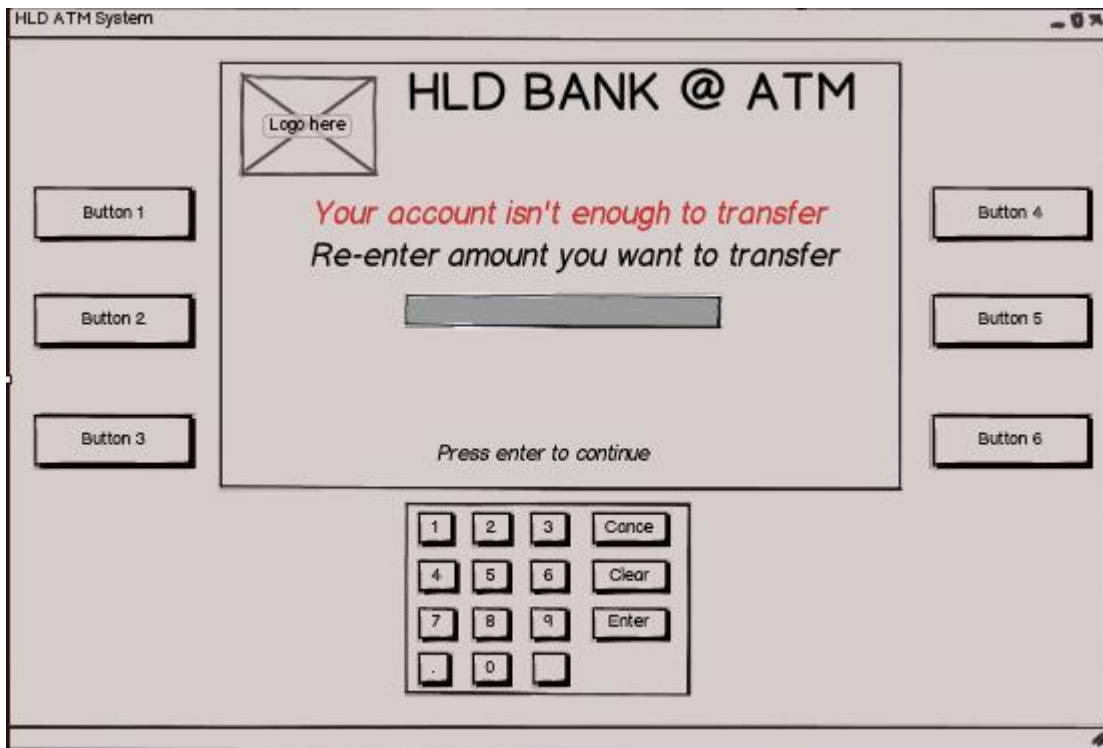 HLD ATM System
HLD BANK @ ATM
Logo here
Your account isn't enough to transfer
Re-enter amount you want to transfer
Button 1
Button 4
Button 2
Button 5
Button 3
Button 6
Press enter to continue
1 2 3 Cance
4 5 6 Clear
7 8 9 Enter
. 0